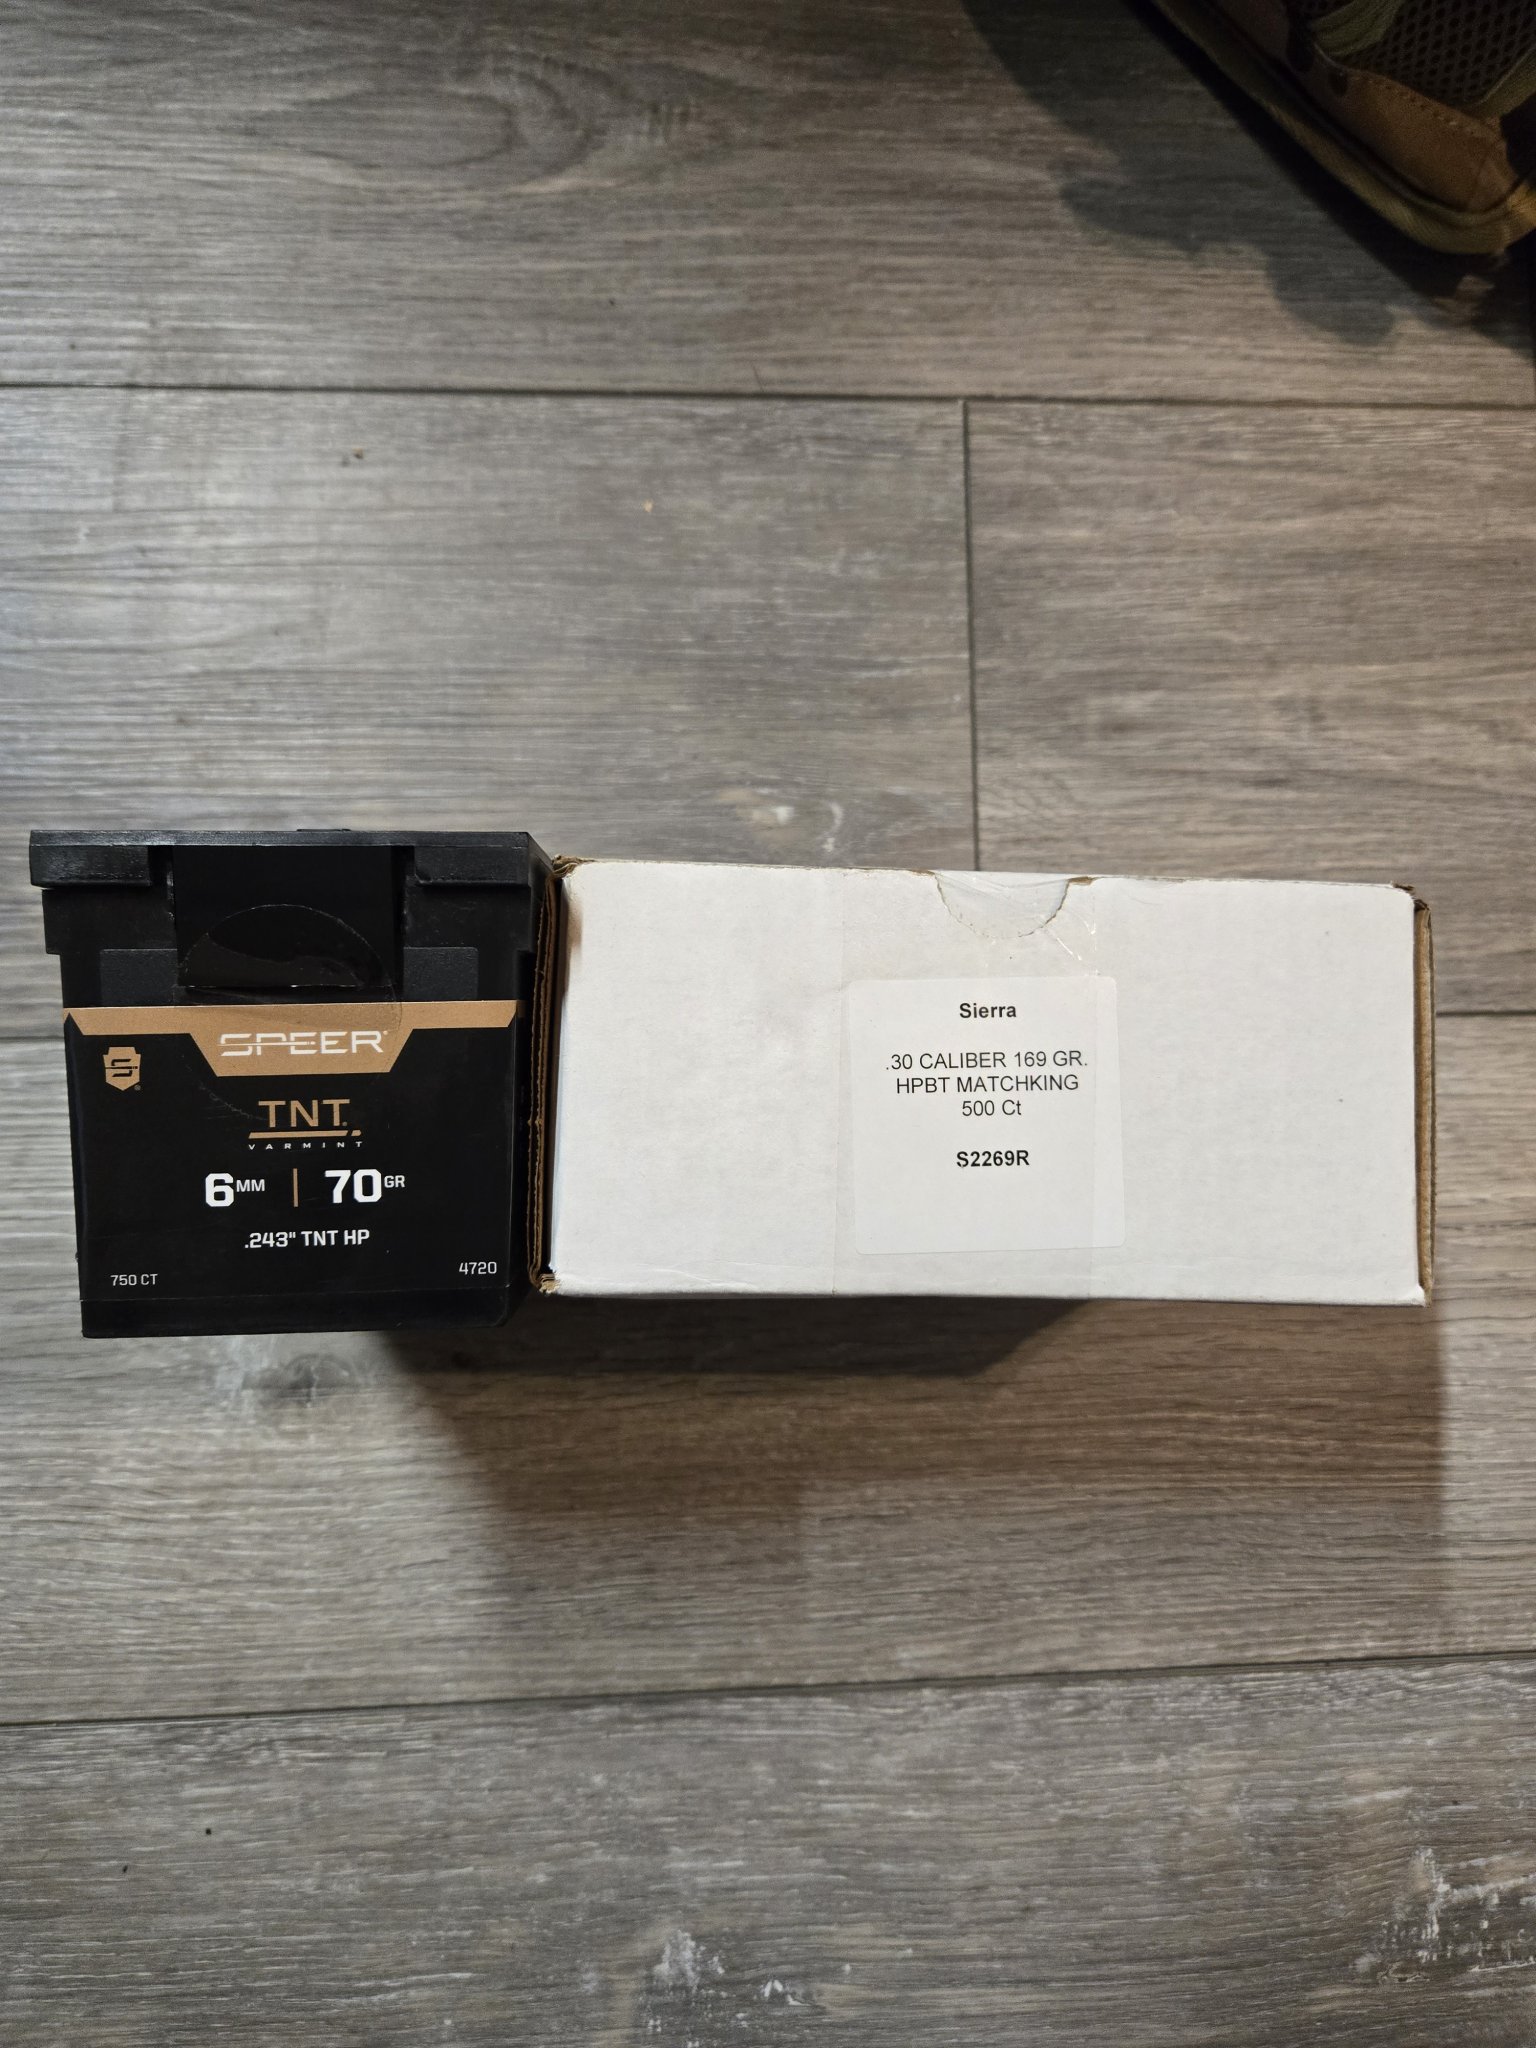 SPEER®
TNT®
VARMINT
6MM | 70GR
.243" TNT HP
750 CT
4720
Sierra
.30 CALIBER 169 GR.
HPBT MATCHKING
500 Ct
S2269R